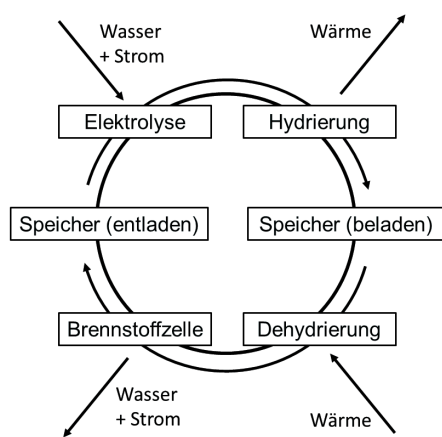 Wasser
+ Strom
Wärme
Elektrolyse
Hydrierung
Speicher (entladen)
Speicher (beladen)
Brennstoffzelle
Dehydrierung
Wasser
+ Strom
Wärme